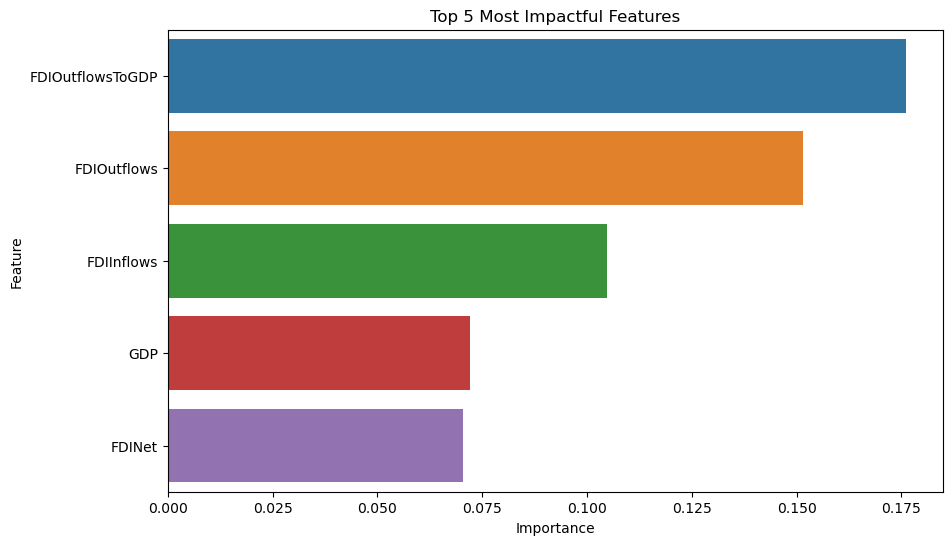 Top 5 Most Impactful Features
FDIOutflowsToGDP
FDIOutflows
FDIInflows
GDP
FDINet
Feature
0.000 0.025 0.050 0.075 0.100 0.125 0.150 0.175
Importance